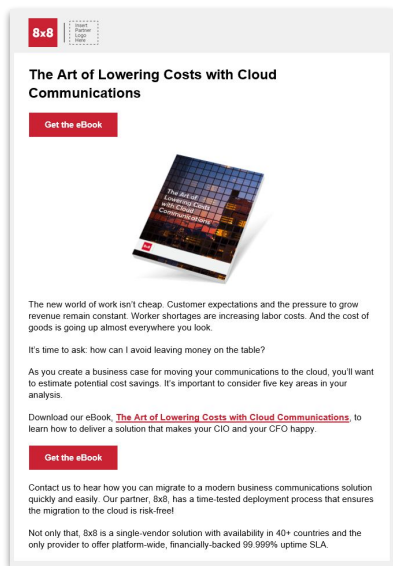 8x8
Insert
Partner
Logo
Here
The Art of Lowering Costs with Cloud
Communications
Get the eBook
The Art of
Lowering Costs
with Cloud
Communications
8x8
The new world of work isn’t cheap. Customer expectations and the pressure to grow
revenue remain constant. Worker shortages are increasing labor costs. And the cost of
goods is going up almost everywhere you look.
It’s time to ask: how can I avoid leaving money on the table?
As you create a business case for moving your communications to the cloud, you’ll want
to estimate potential cost savings. It’s important to consider five key areas in your
analysis.
Download our eBook, The Art of Lowering Costs with Cloud Communications, to
learn how to deliver a solution that makes your CIO and your CFO happy.
Get the eBook
Contact us to hear how you can migrate to a modern business communications solution
quickly and easily. Our partner, 8x8, has a time-tested deployment process that ensures
the migration to the cloud is risk-free!
Not only that, 8x8 is a single-vendor solution with availability in 40+ countries and the
only provider to offer platform-wide, financially-backed 99.999% uptime SLA.